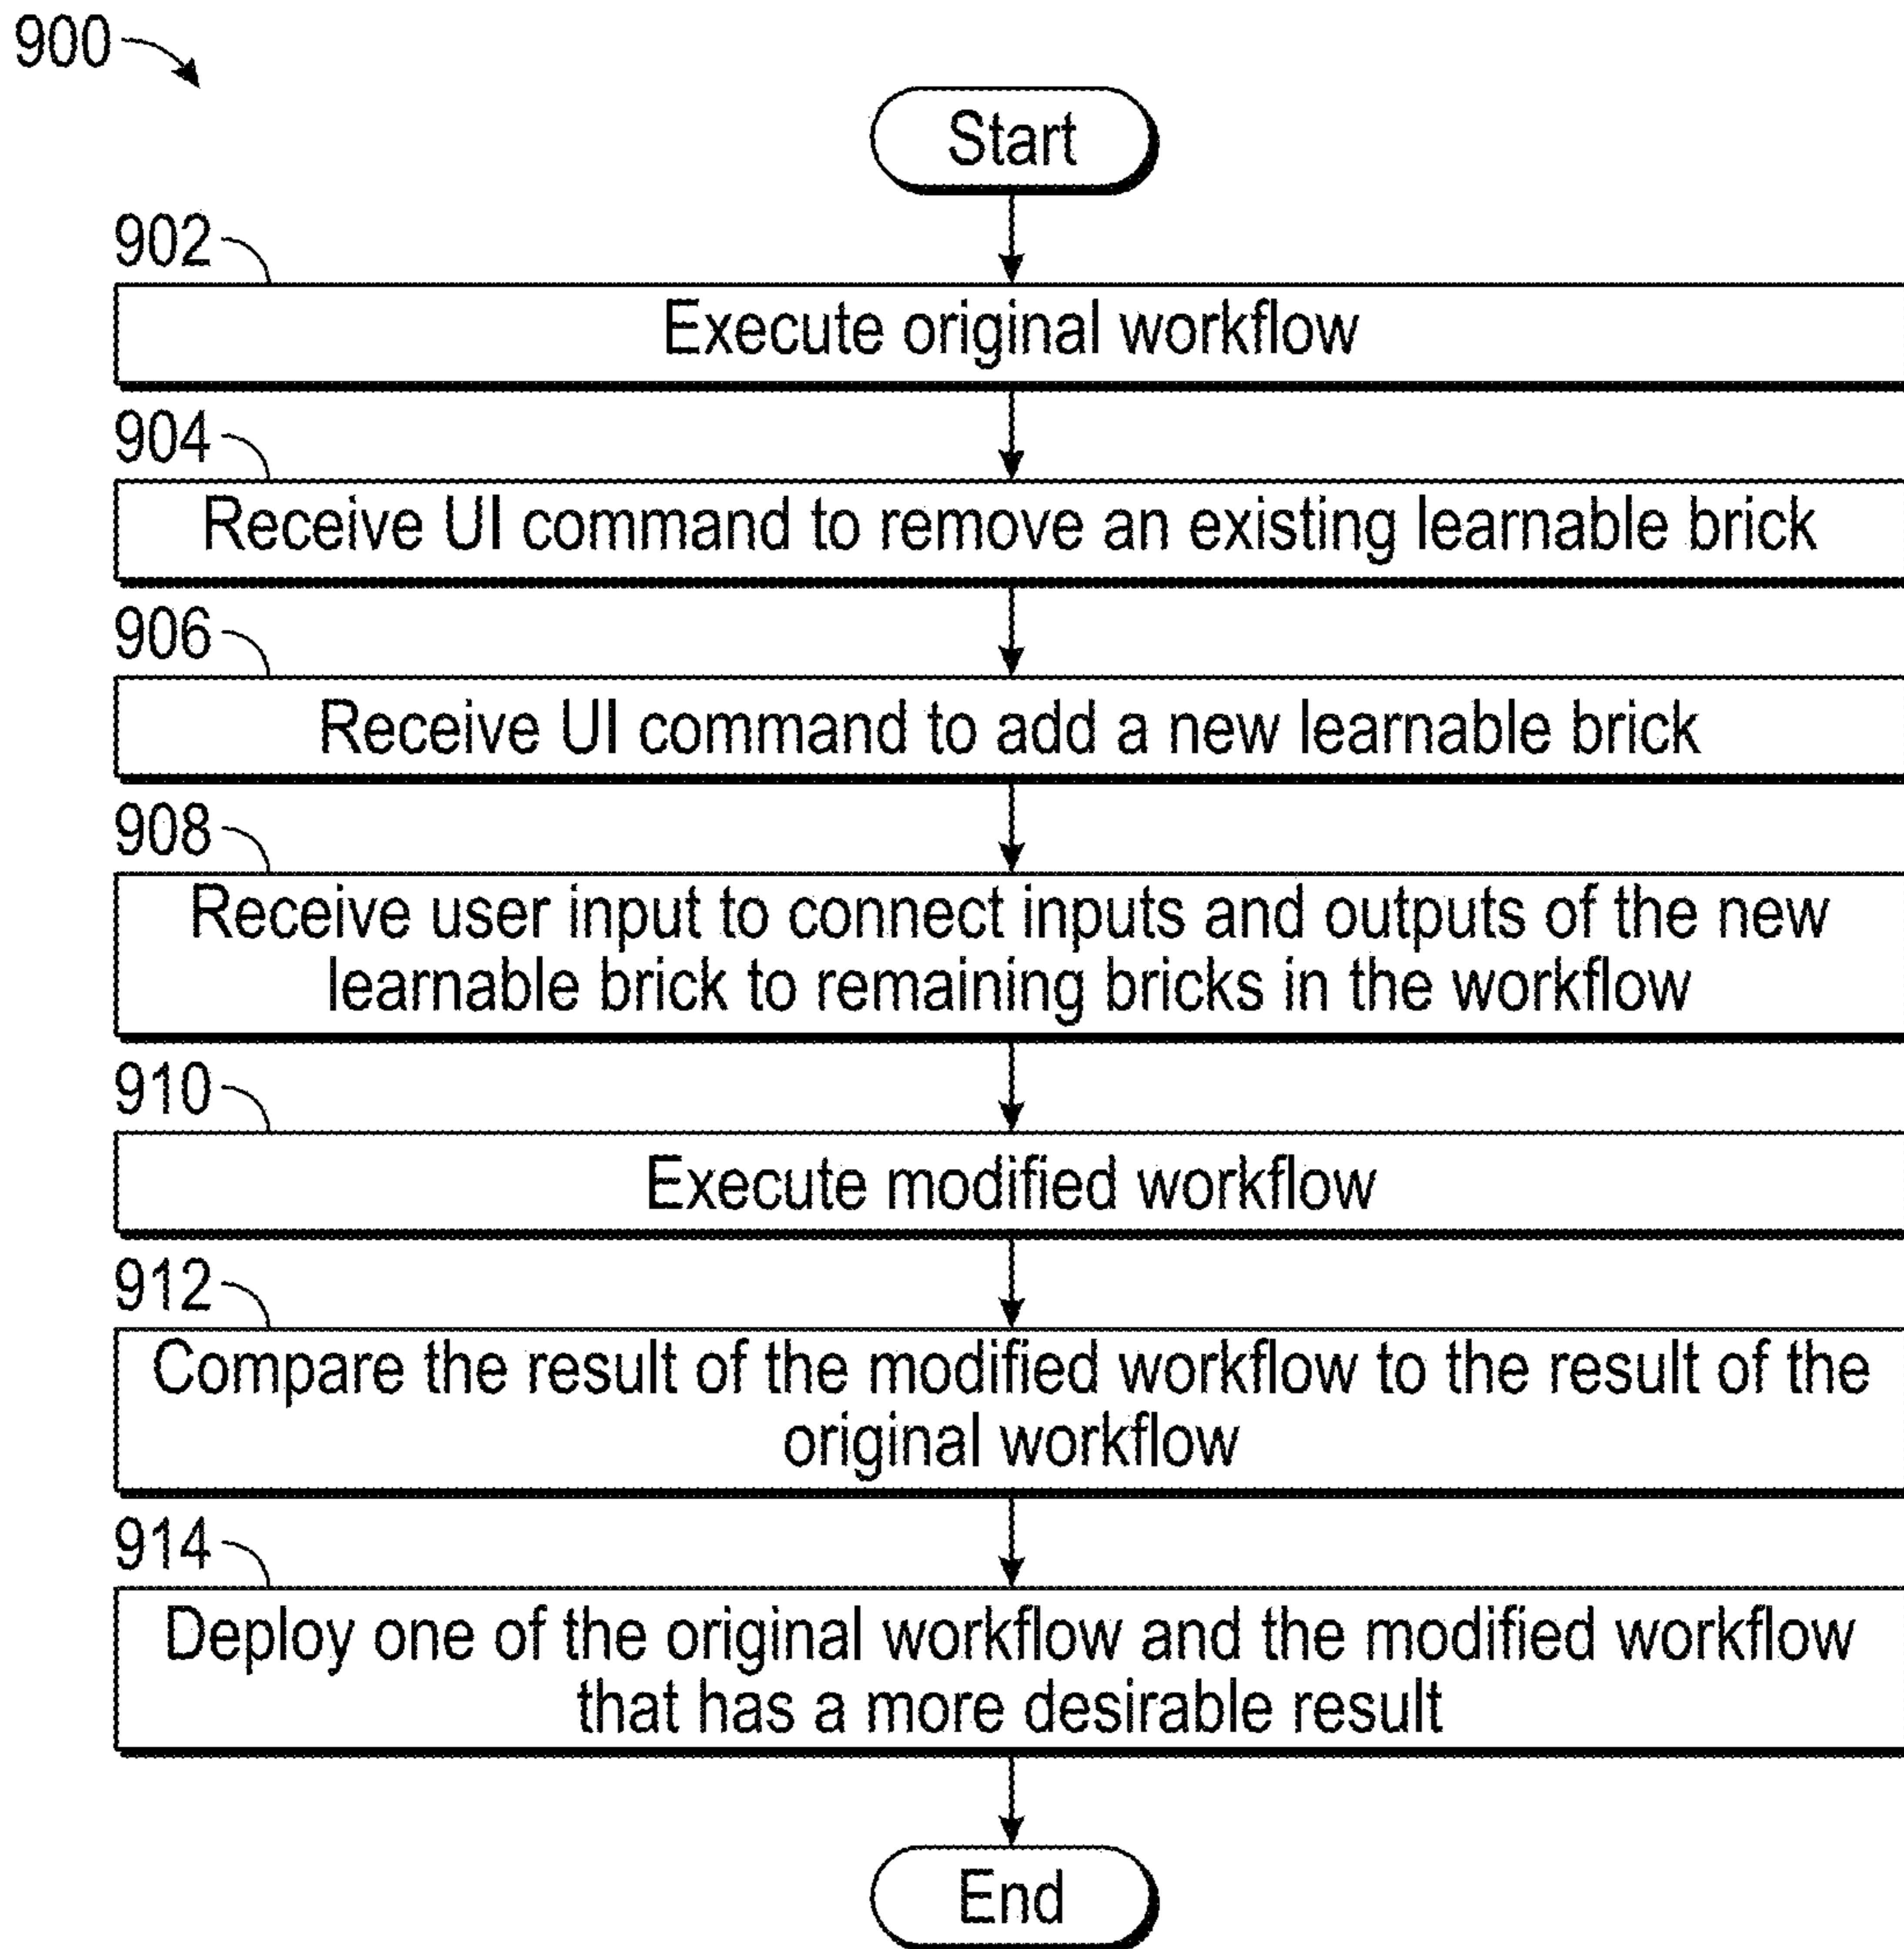 900
Start
902
Execute original workflow
904
Receive UI command to remove an existing learnable brick
906
Receive UI command to add a new learnable brick
908
Receive user input to connect inputs and outputs of the new
learnable brick to remaining bricks in the workflow
910
Execute modified workflow
912
Compare the result of the modified workflow to the result of the
original workflow
914
Deploy one of the original workflow and the modified workflow
that has a more desirable result
End